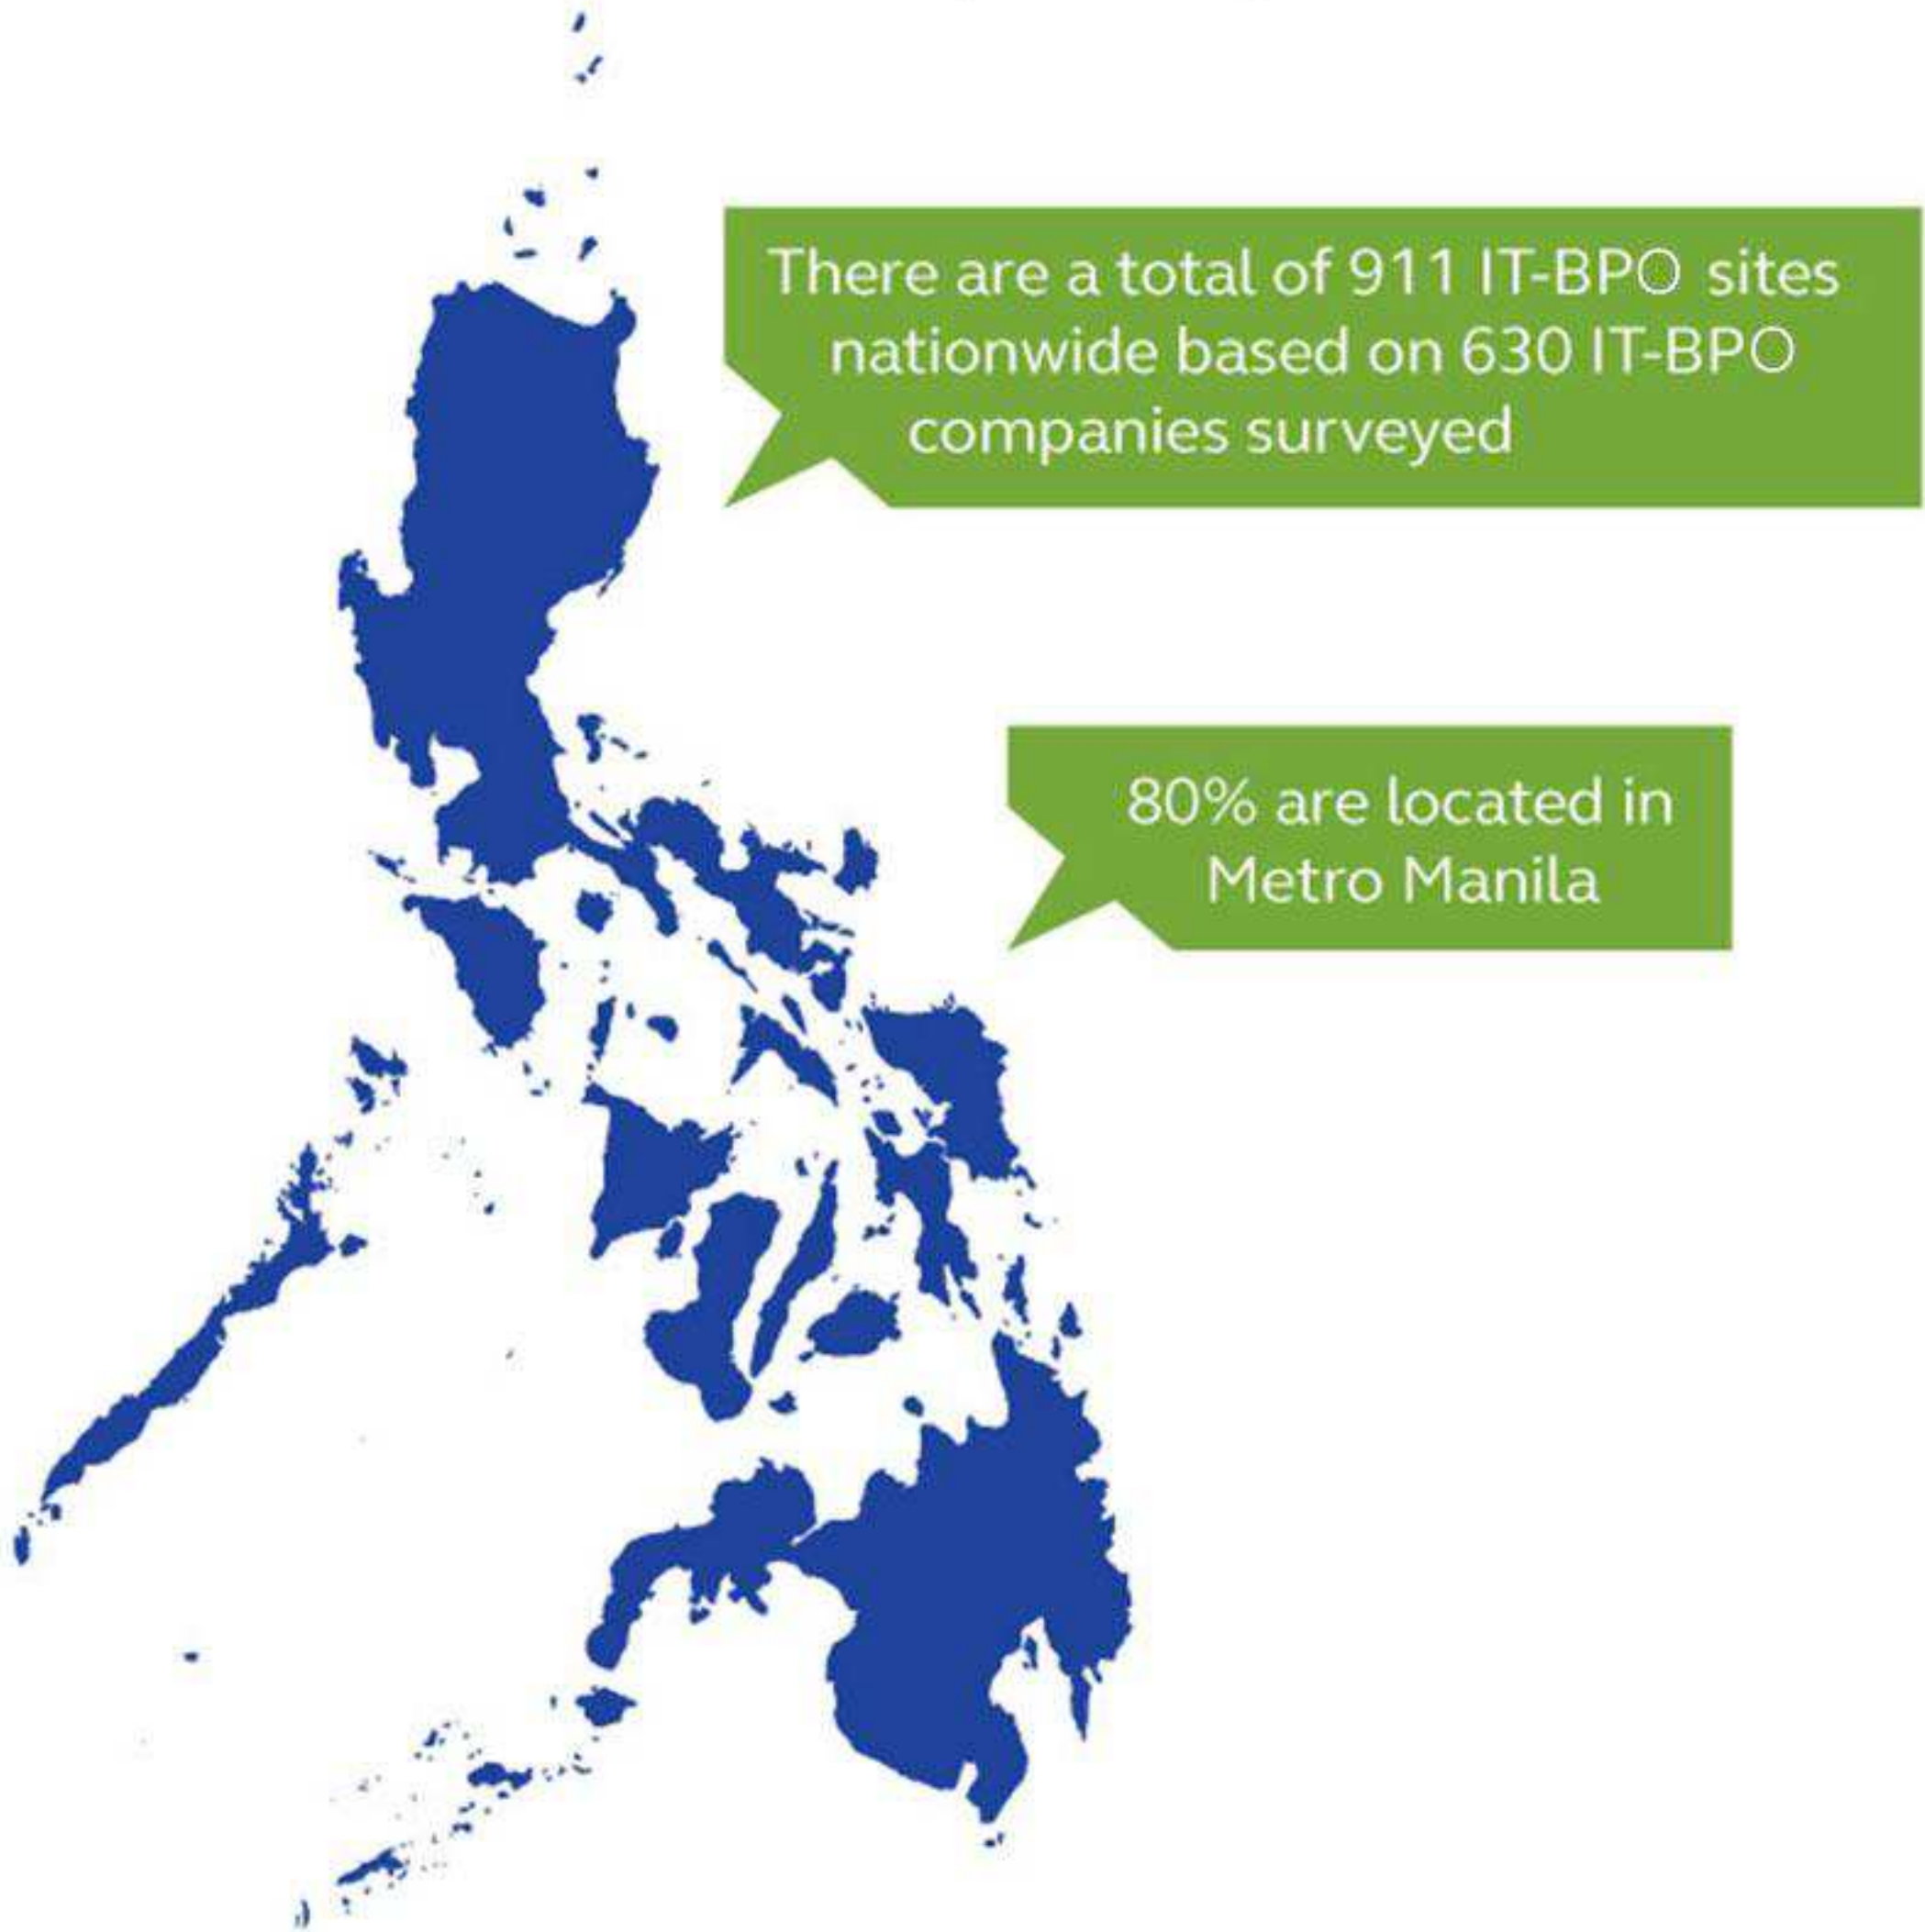 There are a total of 911 IT-BPO sites
nationwide based on 630 IT-BPO
companies surveyed
80% are located in
Metro Manila